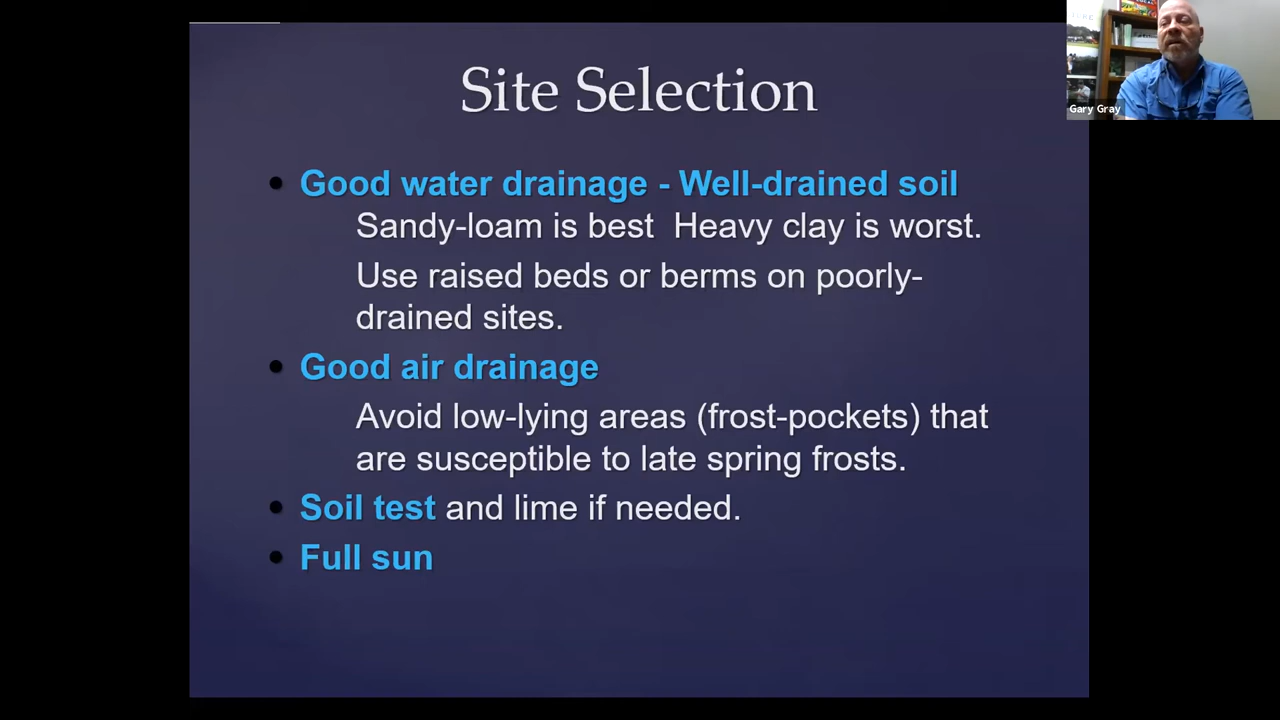 Site Selection
Gary Gray
• Good water drainage - Well-drained soil
Sandy-loam is best  Heavy clay is worst.
Use raised beds or berms on poorly-
drained sites.
• Good air drainage
Avoid low-lying areas (frost-pockets) that
are susceptible to late spring frosts.
• Soil test and lime if needed.
• Full sun